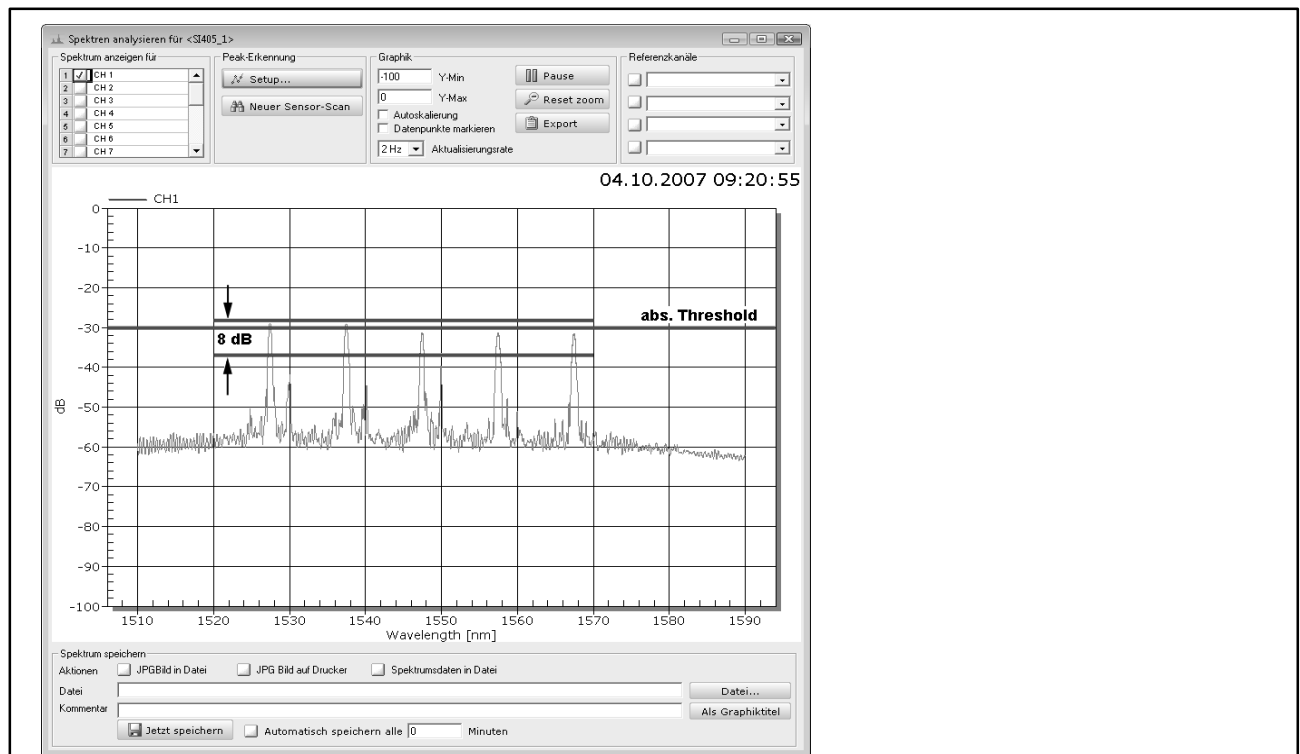 Spektren analysieren für <SI405_1>
Spektrum anzeigen für
1 CH 1
2 CH 2
3 CH 3
4 CH 4
5 CH 5
6 CH 6
7 CH 7
Peak-Erkennung
Setup...
Neuer Sensor-Scan
Graphik
-100 Y-Min
0 Y-Max
Autoskalierung
Datenpunkte markieren
2 Hz Aktualisierungsrate
Pause
Reset zoom
Export
Referenzkanäle
04.10.2007 09:20:55
CH1
0
-10
-20
-30
-40
-50
-60
-70
-80
-90
-100
dB
abs. Threshold
8 dB
1510 1520 1530 1540 1550 1560 1570 1580 1590
Wavelength [nm]
Spektrum speichern
Aktionen JPGBild in Datei JPG Bild auf Drucker Spektrumsdaten in Datei
Datei Datei...
Kommentar Als Graphiktitel
Jetzt speichern Automatisch speichern alle 0 Minuten